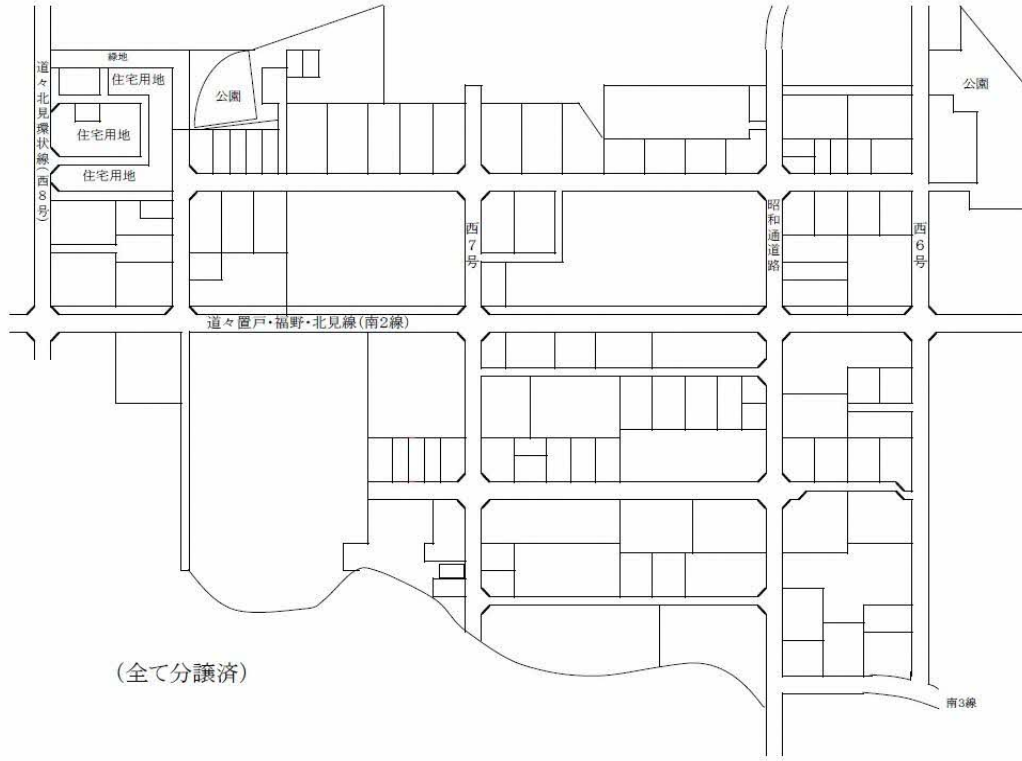 緑地
住宅用地
公園
公園
住宅用地
住宅用地
道々北見環状線(西8号)
西7号
昭和通道路
西6号
道々置戸・福野・北見線(南2線)
(全て分譲済)
南3線